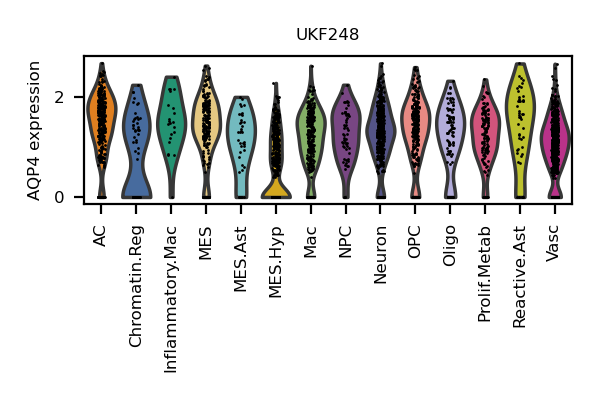 UKF248
AQP4 expression
2
0
AC
Chromatin.Reg
Inflammatory.Mac
MES
MES.Ast
MES.Hyp
Mac
NPC
Neuron
OPC
Oligo
Prolif.Metab
Reactive.Ast
Vasc